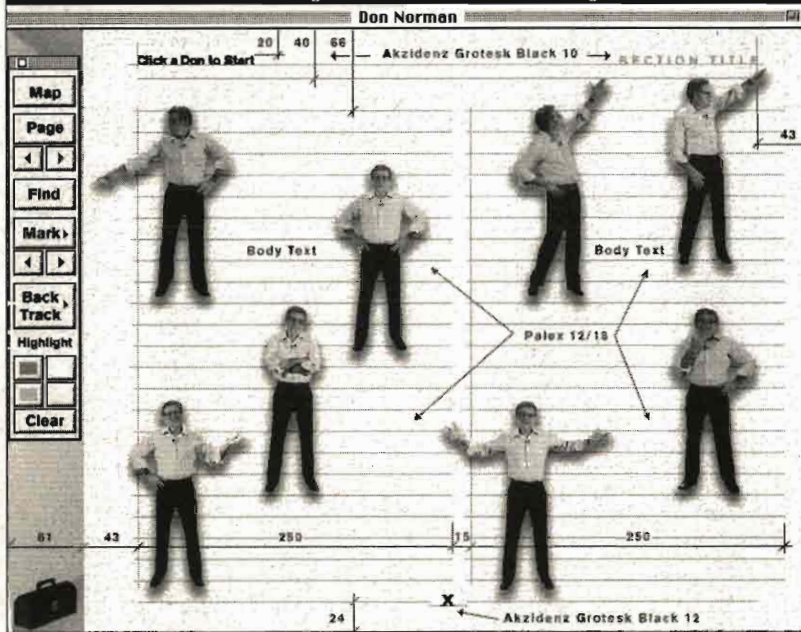 Don Norman
Click a Don to Start
20 40 66
Akzidenz Grotesk Black 10
SECTION TITLE
43
Map
Page
Find
Mark
Back
Track
Highlight
Clear
Body Text
Body Text
Palex 12/18
61 43 250 15 250
24
X
Akzidenz Grotesk Black 12